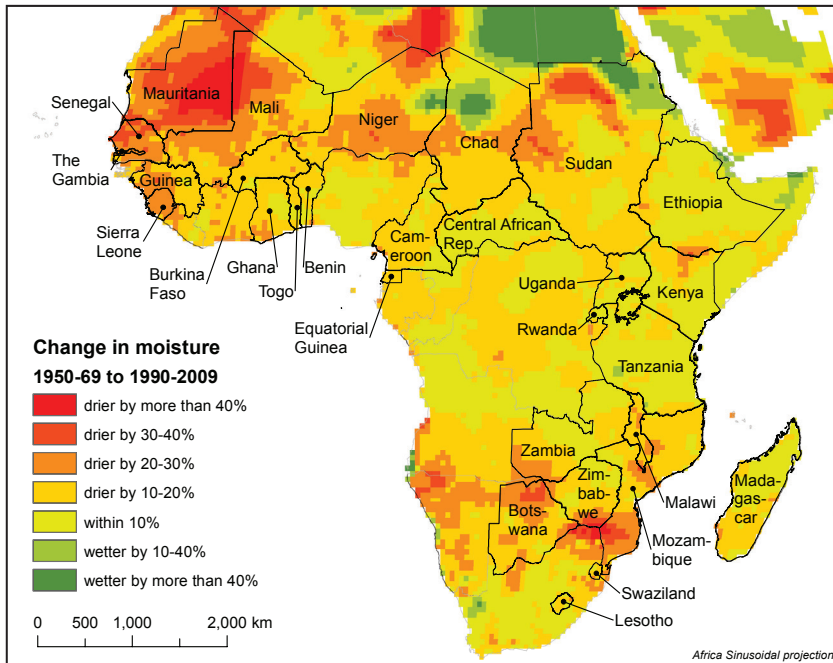 Mauritania
Mali
Senegal
Niger
Chad
Sudan
The
Gambia
Guinea
Ethiopia
Sierra
Leone
Burkina
Faso
Ghana
Togo
Benin
Cam-
eroon
Central African
Rep.
Uganda
Kenya
Equatorial
Guinea
Rwanda
Tanzania
Change in moisture
1950-69 to 1990-2009
drier by more than 40%
drier by 30-40%
drier by 20-30%
drier by 10-20%
within 10%
wetter by 10-40%
wetter by more than 40%
0 500 1,000 2,000 km
Zambia
Zim-
bab-
we
Bots-
wana
Malawi
Mada-
gas-
car
Mozam-
bique
Swaziland
Lesotho
Africa Sinusoidal projection